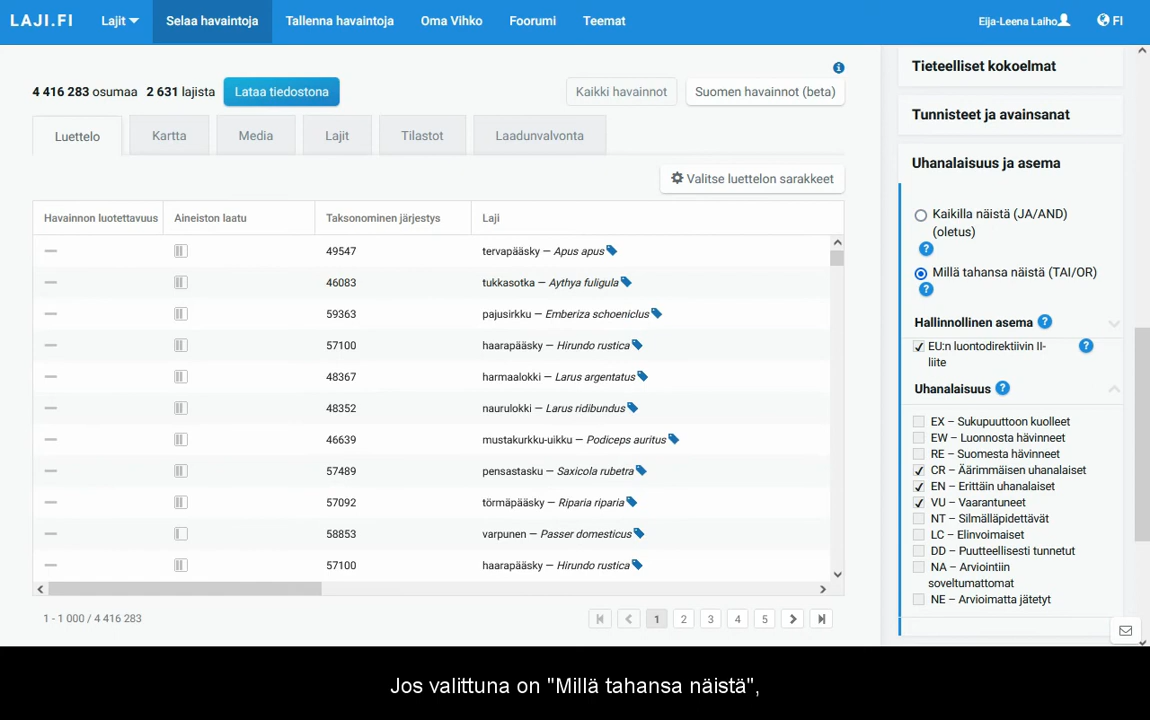 LAJI.FI Lajit Selaa havaintoja Tallenna havaintoja Oma Vihko Foorumi Teemat Eija-Leena Laiho FI
4 416 283 osumaa 2 631 lajista Lataa tiedostona Kaikki havainnot Suomen havainnot (beta)
Luettelo Kartta Media Lajit Tilastot Laadunvalvonta
Valitse luettelon sarakkeet
Havainnon luotettavuus Aineiston laatu Taksonominen järjestys Laji
49547 tervapääsky — Apus apus
46083 tukkasotka — Aythya fuligula
59363 pajusirkku — Emberiza schoeniclus
57100 haarapääsky — Hirundo rustica
48367 harmaalokki — Larus argentatus
48352 naurulokki — Larus ridibundus
46639 mustakurkku-uikku — Podiceps auritus
57489 pensastasku — Saxicola rubetra
57092 törmäpääsky — Riparia riparia
58853 varpunen — Passer domesticus
57100 haarapääsky — Hirundo rustica
1 - 1 000 / 4 416 283 1 2 3 4 5
Tieteelliset kokoelmat
Tunnisteet ja avainsanat
Uhanalaisuus ja asema
Kaikilla näistä (JA/AND)
(oletus)
?
Millä tahansa näistä (TAI/OR)
?
Hallinnollinen asema ?
EU:n luontodirektiivin II- ?
liite
Uhanalaisuus ?
EX – Sukupuuttoon kuolleet
EW – Luonnosta hävinneet
RE – Suomesta hävinneet
CR – Äärimmäisen uhanalaiset
EN – Erittäin uhanalaiset
VU – Vaarantuneet
NT – Silmälläpidettävät
LC – Elinvoimaiset
DD – Puutteellisesti tunnetut
NA – Arviointiin
soveltumattomat
NE – Arvioimatta jätetyt
Jos valittuna on "Millä tahansa näistä",